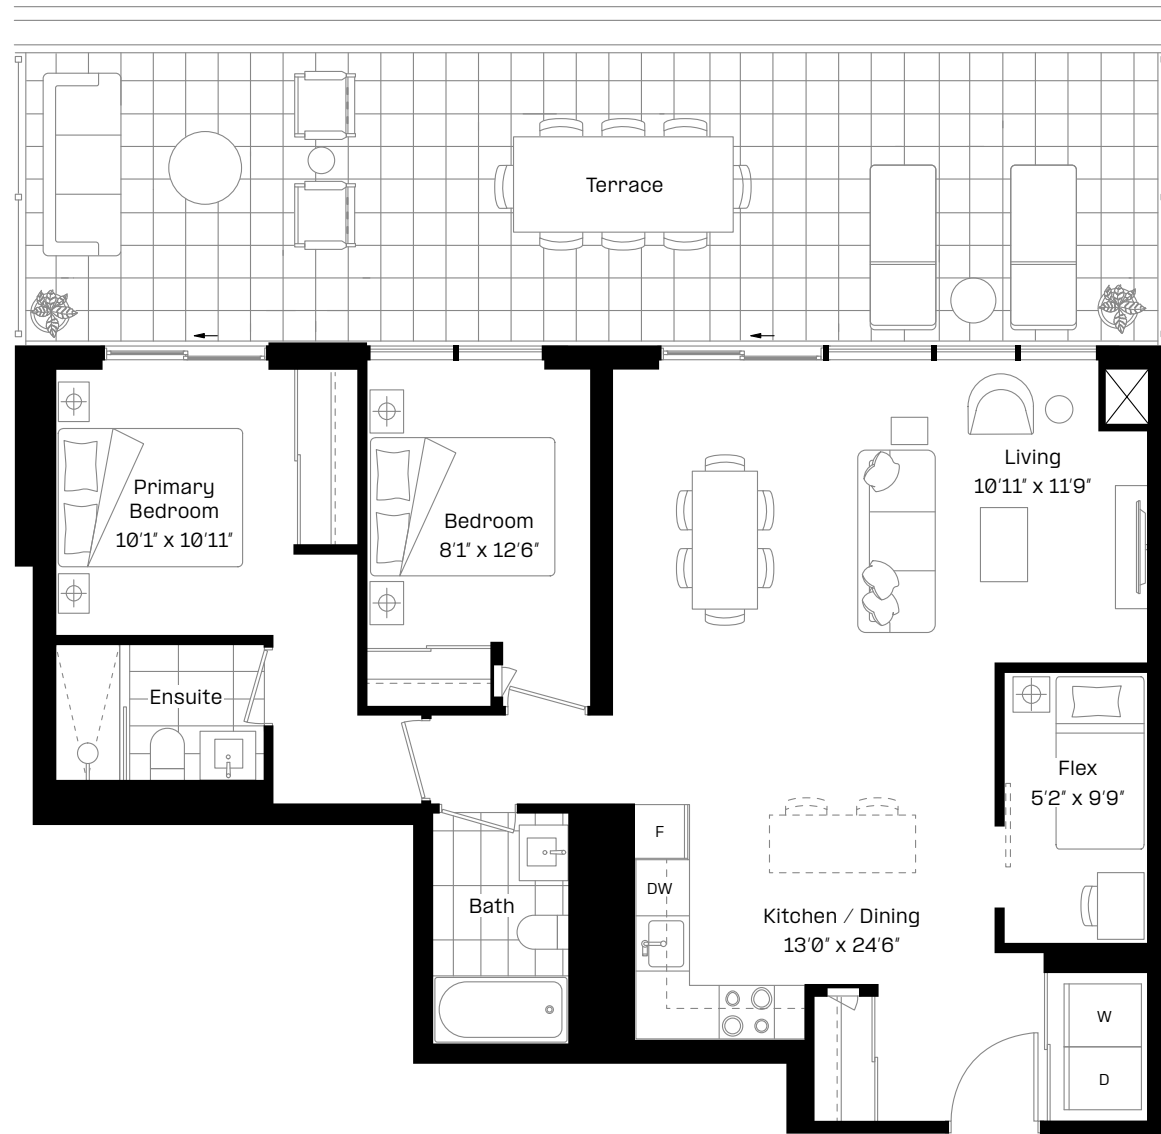 Terrace
Living
10'11" x 11'9"
Primary
Bedroom
10'1" x 10'11"
Bedroom
8'1" x 12'6"
Ensuite
Flex
5'2" x 9'9"
F
DW
Bath
Kitchen / Dining
13'0" x 24'6"
W
D